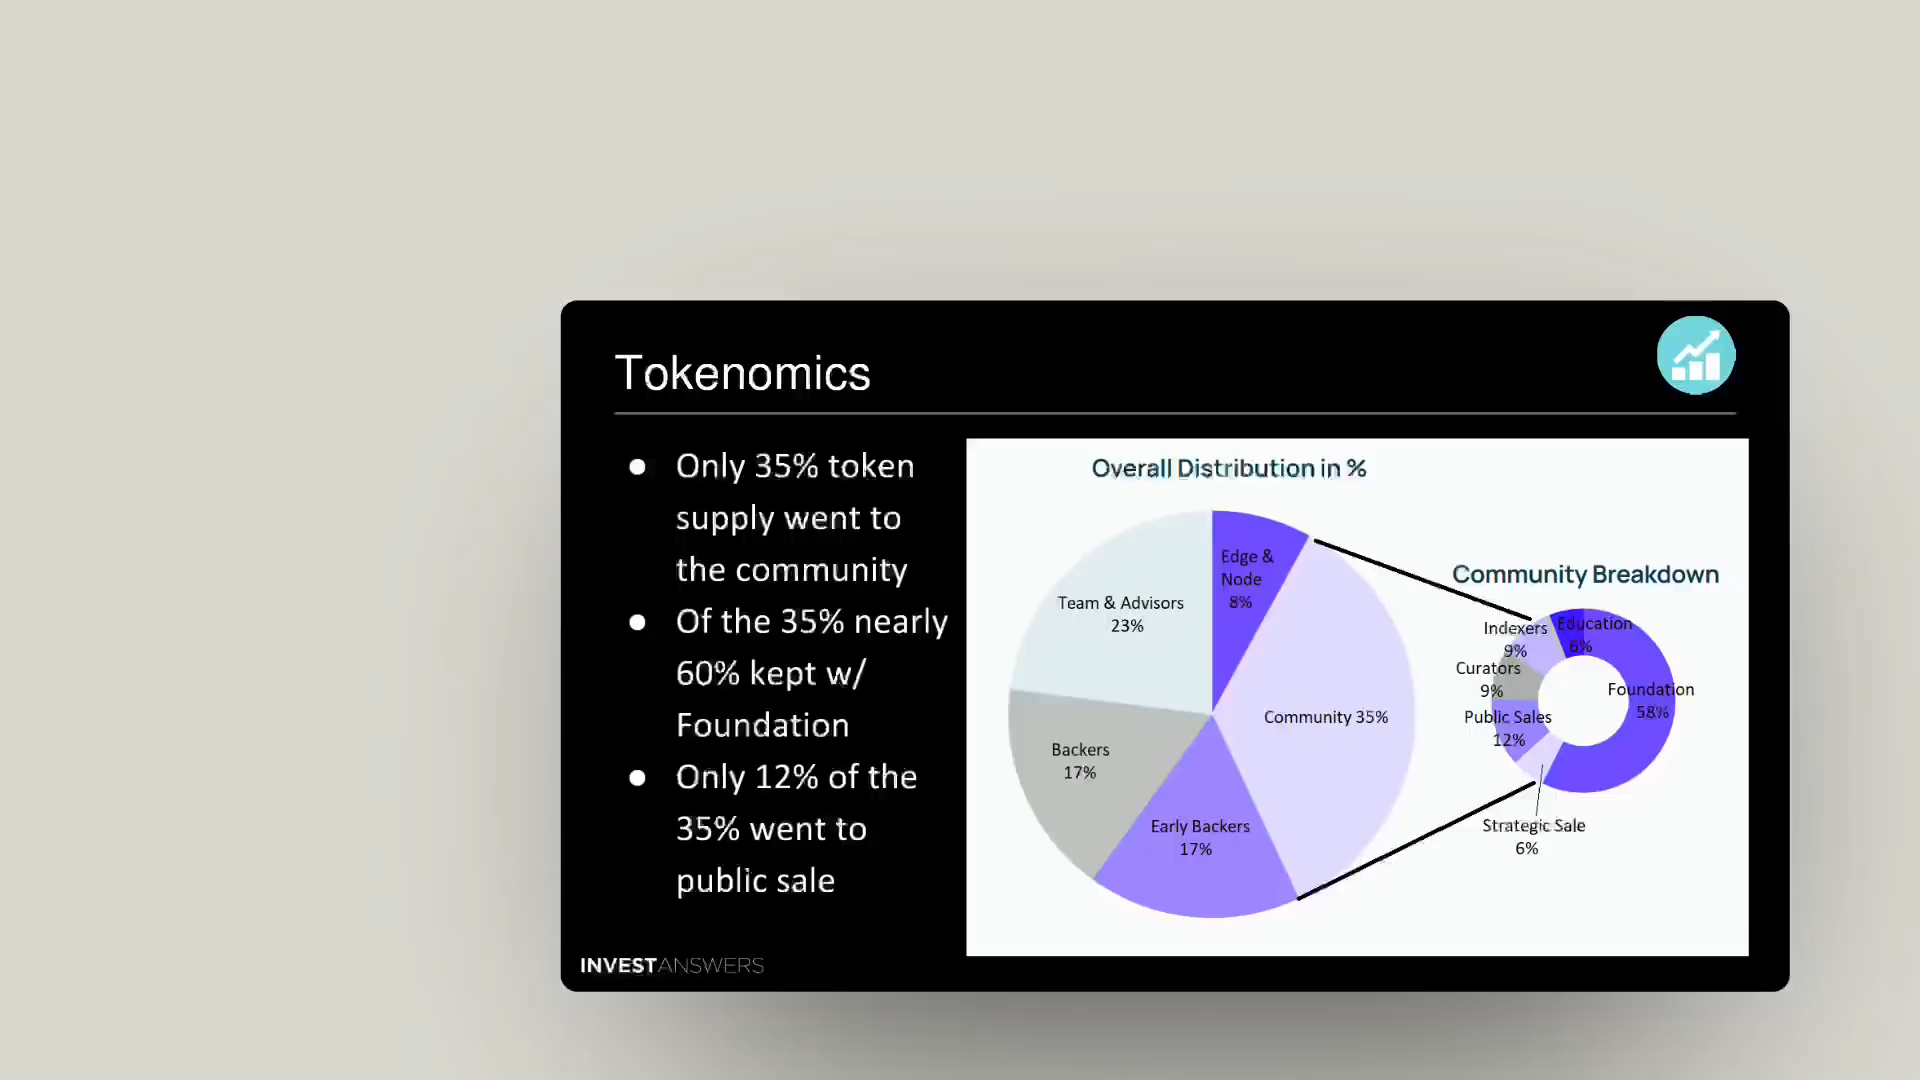 Tokenomics
● Only 35% token
supply went to
the community
● Of the 35% nearly
60% kept w/
Foundation
● Only 12% of the
35% went to
public sale
Overall Distribution in %
Edge &
Node
8%
Team & Advisors
23%
Community 35%
Backers
17%
Early Backers
17%
Community Breakdown
Education
6%
Indexers
9%
Curators
9%
Foundation
58%
Public Sales
12%
Strategic Sale
6%
INVESTANSWERS